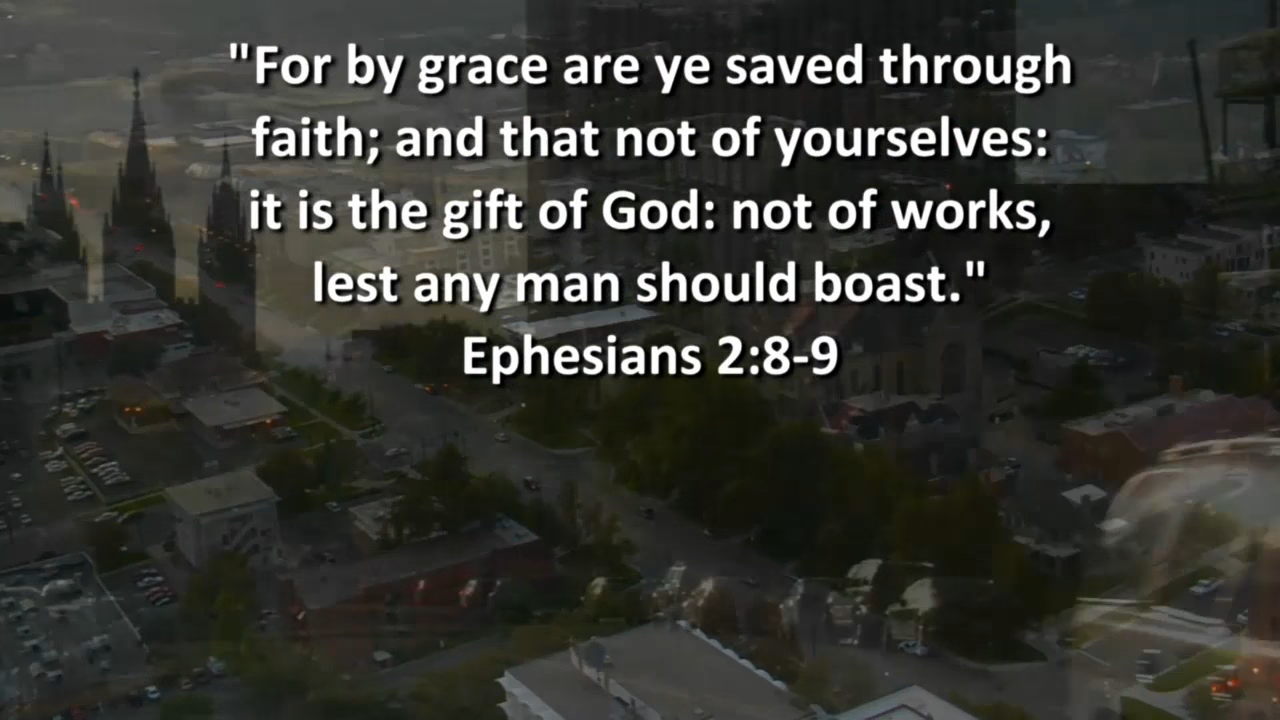 "For by grace are ye saved through
faith; and that not of yourselves:
it is the gift of God: not of works,
lest any man should boast."
Ephesians 2:8-9